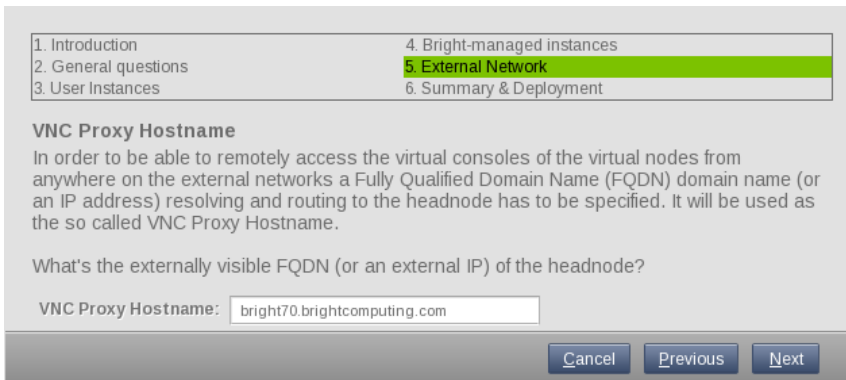 1. Introduction
2. General questions
3. User Instances
4. Bright-managed instances
5. External Network
6. Summary & Deployment
VNC Proxy Hostname
In order to be able to remotely access the virtual consoles of the virtual nodes from
anywhere on the external networks a Fully Qualified Domain Name (FQDN) domain name (or
an IP address) resolving and routing to the headnode has to be specified. It will be used as
the so called VNC Proxy Hostname.
What's the externally visible FQDN (or an external IP) of the headnode?
VNC Proxy Hostname: bright70.brightcomputing.com
Cancel Previous Next